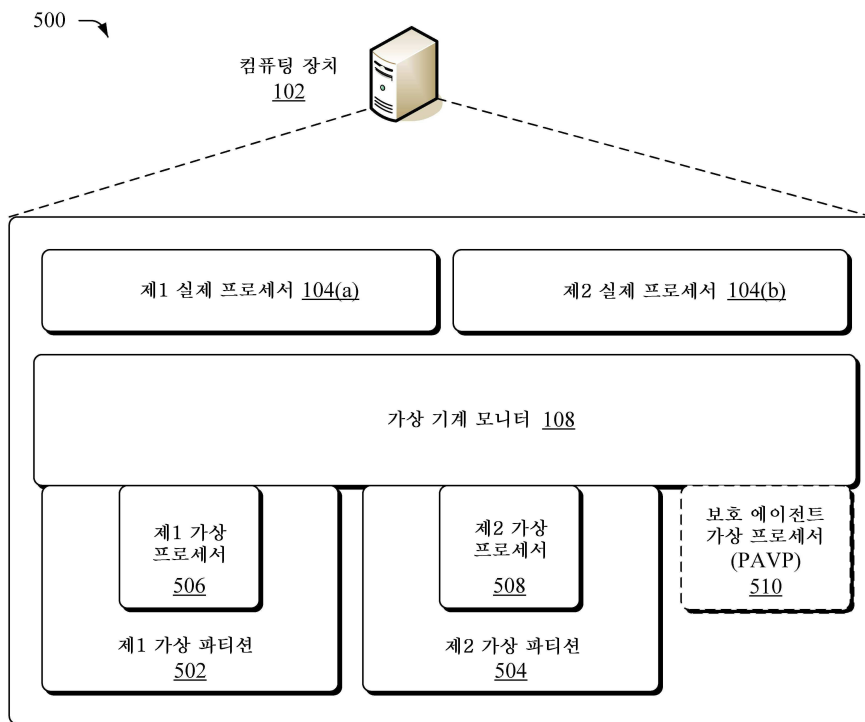 500
컴퓨팅 장치
102
제1 실제 프로세서 104(a)
제2 실제 프로세서 104(b)
가상 기계 모니터 108
제1 가상
프로세서
506
제1 가상 파티션
502
제2 가상
프로세서
508
제2 가상 파티션
504
보호 에이전트
가상 프로세서
(PAVP)
510